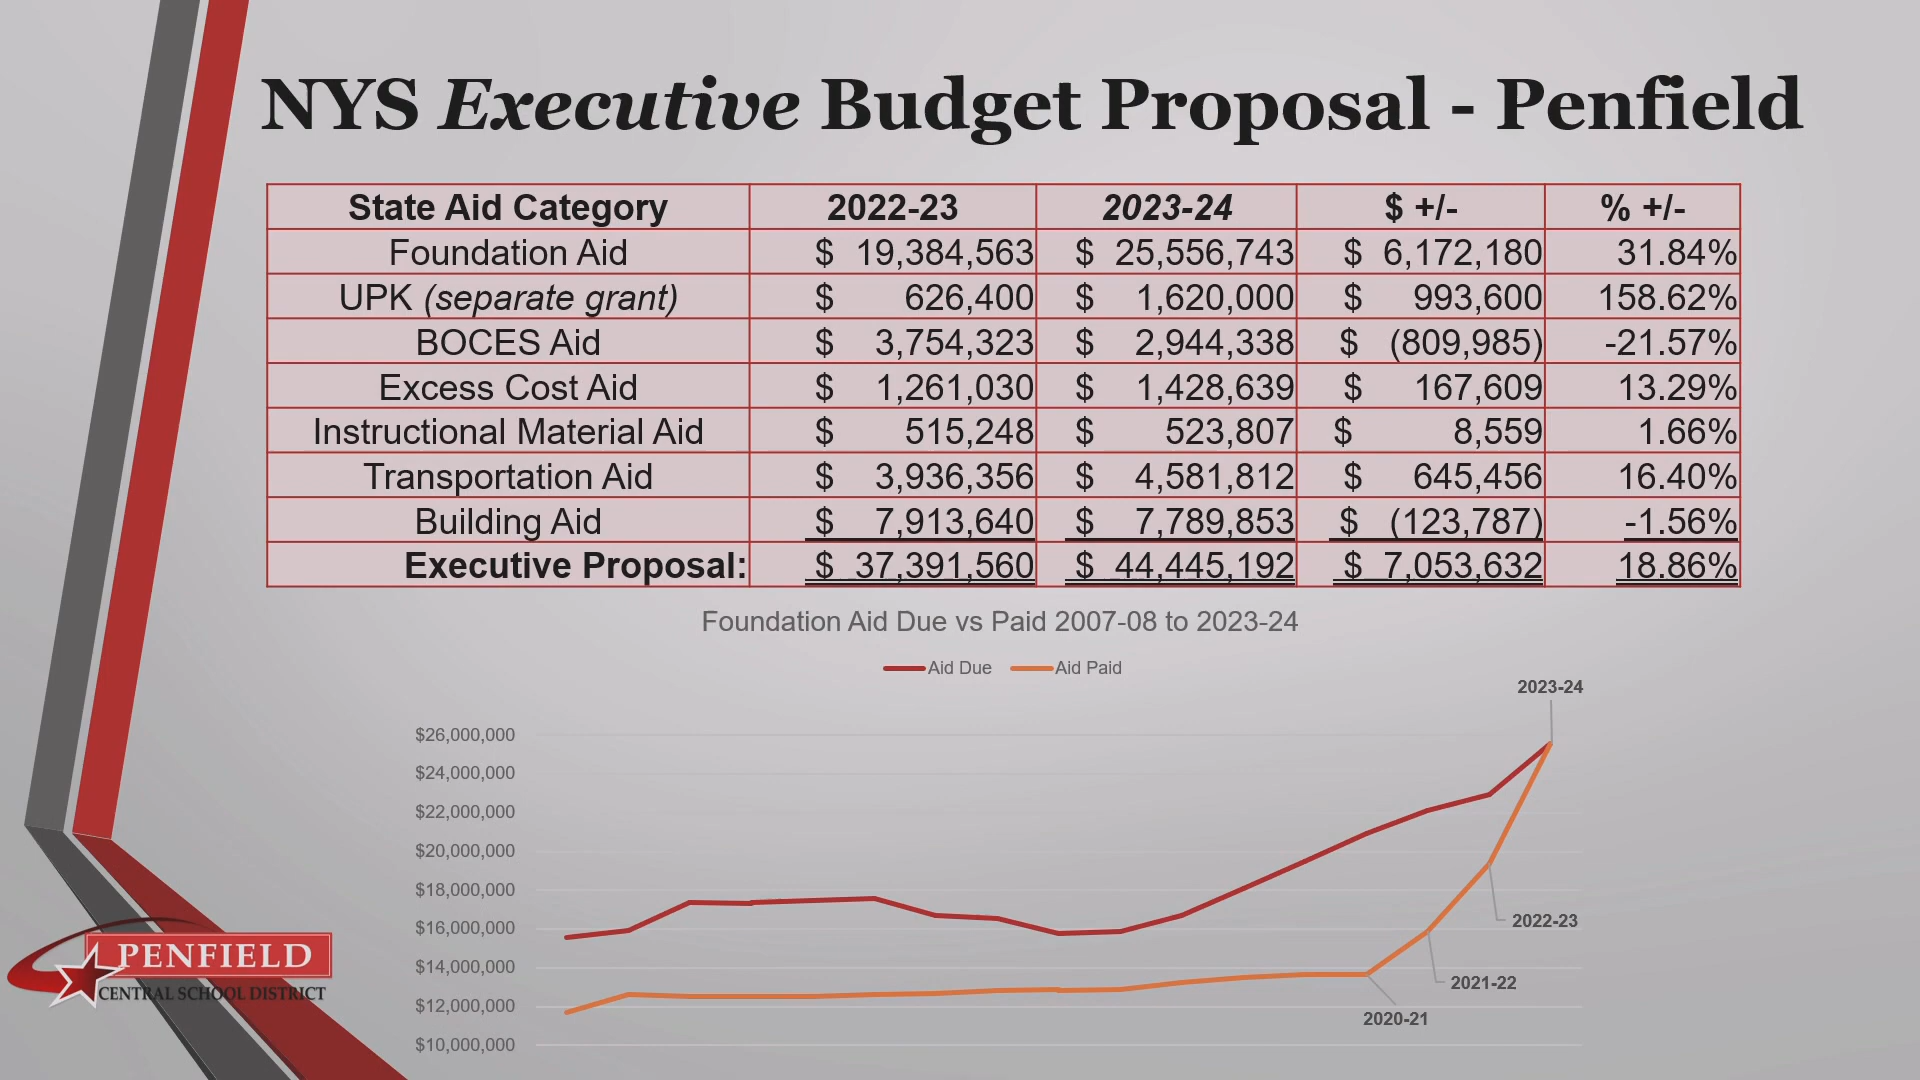 NYS Executive Budget Proposal - Penfield
State Aid Category 2022-23 2023-24 $ +/- % +/-
Foundation Aid $ 19,384,563 $ 25,556,743 $ 6,172,180 31.84%
UPK (separate grant) $ 626,400 $ 1,620,000 $ 993,600 158.62%
BOCES Aid $ 3,754,323 $ 2,944,338 $ (809,985) -21.57%
Excess Cost Aid $ 1,261,030 $ 1,428,639 $ 167,609 13.29%
Instructional Material Aid $ 515,248 $ 523,807 $ 8,559 1.66%
Transportation Aid $ 3,936,356 $ 4,581,812 $ 645,456 16.40%
Building Aid $ 7,913,640 $ 7,789,853 $ (123,787) -1.56%
Executive Proposal: $ 37,391,560 $ 44,445,192 $ 7,053,632 18.86%
Foundation Aid Due vs Paid 2007-08 to 2023-24
Aid Due Aid Paid
2023-24
$26,000,000
$24,000,000
$22,000,000
$20,000,000
$18,000,000
$16,000,000
$14,000,000
$12,000,000
$10,000,000
2022-23
2021-22
2020-21
PENFIELD
CENTRAL SCHOOL DISTRICT